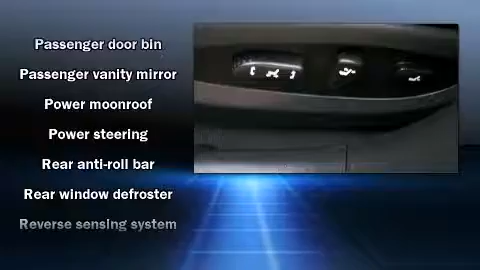 Passenger door bin
Passenger vanity mirror
Power moonroof
Power steering
Rear anti-roll bar
Rear window defroster
Reverse sensing system